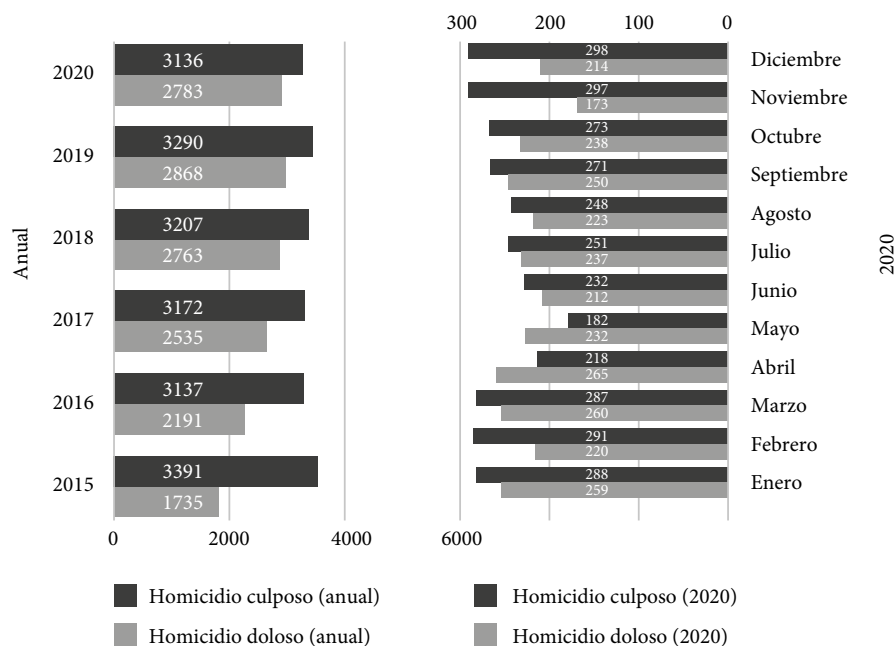 300 200 100 0
2020 3136 298 Diciembre
2783 214
297 Noviembre
173
2019 3290 273 Octubre
2868 238
271 Septiembre
250
2018 3207 248 Agosto
2763 223
251 Julio
237
Anual
2020
2017 3172 232 Junio
2535 212
182 Mayo
232
2016 3137 218 Abril
2191 265
287 Marzo
260
2015 3391 291 Febrero
1735 220
288 Enero
259
0 2000 4000 6000
Homicidio culposo (anual) Homicidio culposo (2020)
Homicidio doloso (anual) Homicidio doloso (2020)